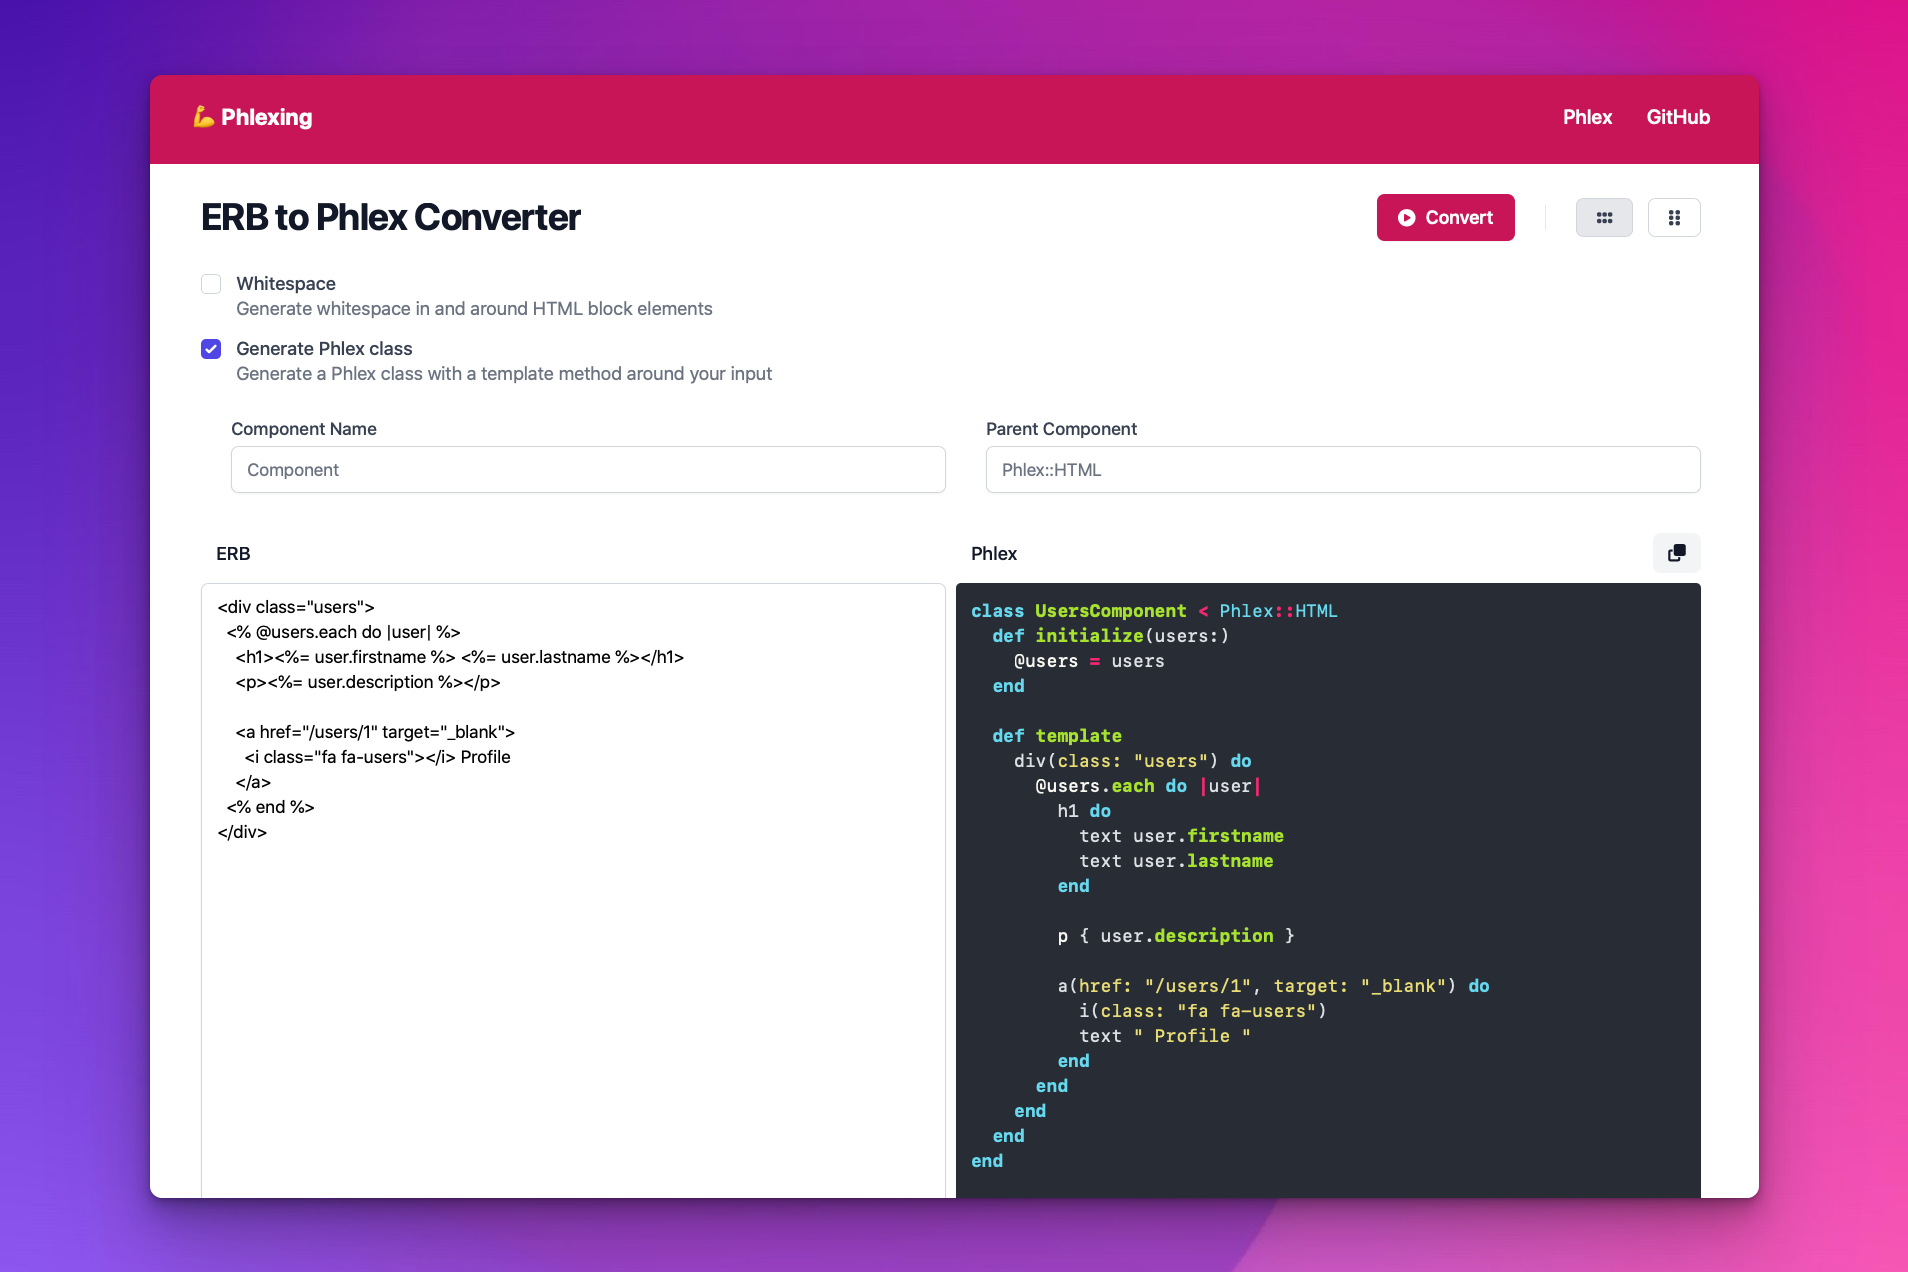 💪 Phlexing
Phlex GitHub
ERB to Phlex Converter
Convert
Whitespace
Generate whitespace in and around HTML block elements
Generate Phlex class
Generate a Phlex class with a template method around your input
Component Name
Component
Parent Component
Phlex::HTML
ERB
<div class="users">
  <% @users.each do |user| %>
    <h1><%= user.firstname %> <%= user.lastname %></h1>
    <p><%= user.description %></p>

    <a href="/users/1" target="_blank">
      <i class="fa fa-users"></i> Profile
    </a>
  <% end %>
</div>
Phlex
class UsersComponent < Phlex::HTML
  def initialize(users:)
    @users = users
  end

  def template
    div(class: "users") do
      @users.each do |user|
        h1 do
          text user.firstname
          text user.lastname
        end

        p { user.description }

        a(href: "/users/1", target: "_blank") do
          i(class: "fa fa-users")
          text " Profile "
        end
      end
    end
  end
end